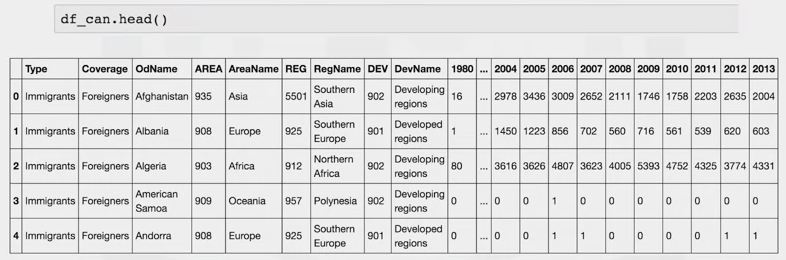 df_can.head()
Type Coverage OdName AREA AreaName REG RegName DEV DevName 1980 ... 2004 2005 2006 2007 2008 2009 2010 2011 2012 2013
0 Immigrants Foreigners Afghanistan 935 Asia 5501 Southern Asia 902 Developing regions 16 ... 2978 3436 3009 2652 2111 1746 1758 2203 2635 2004
1 Immigrants Foreigners Albania 908 Europe 925 Southern Europe 901 Developed regions 1 ... 1450 1223 856 702 560 716 561 539 620 603
2 Immigrants Foreigners Algeria 903 Africa 912 Northern Africa 902 Developing regions 80 ... 3616 3626 4807 3623 4005 5393 4752 4325 3774 4331
3 Immigrants Foreigners American Samoa 909 Oceania 957 Polynesia 902 Developing regions 0 ... 0 0 1 0 0 0 0 0 0 0
4 Immigrants Foreigners Andorra 908 Europe 925 Southern Europe 901 Developed regions 0 ... 0 0 1 1 0 0 0 0 1 1